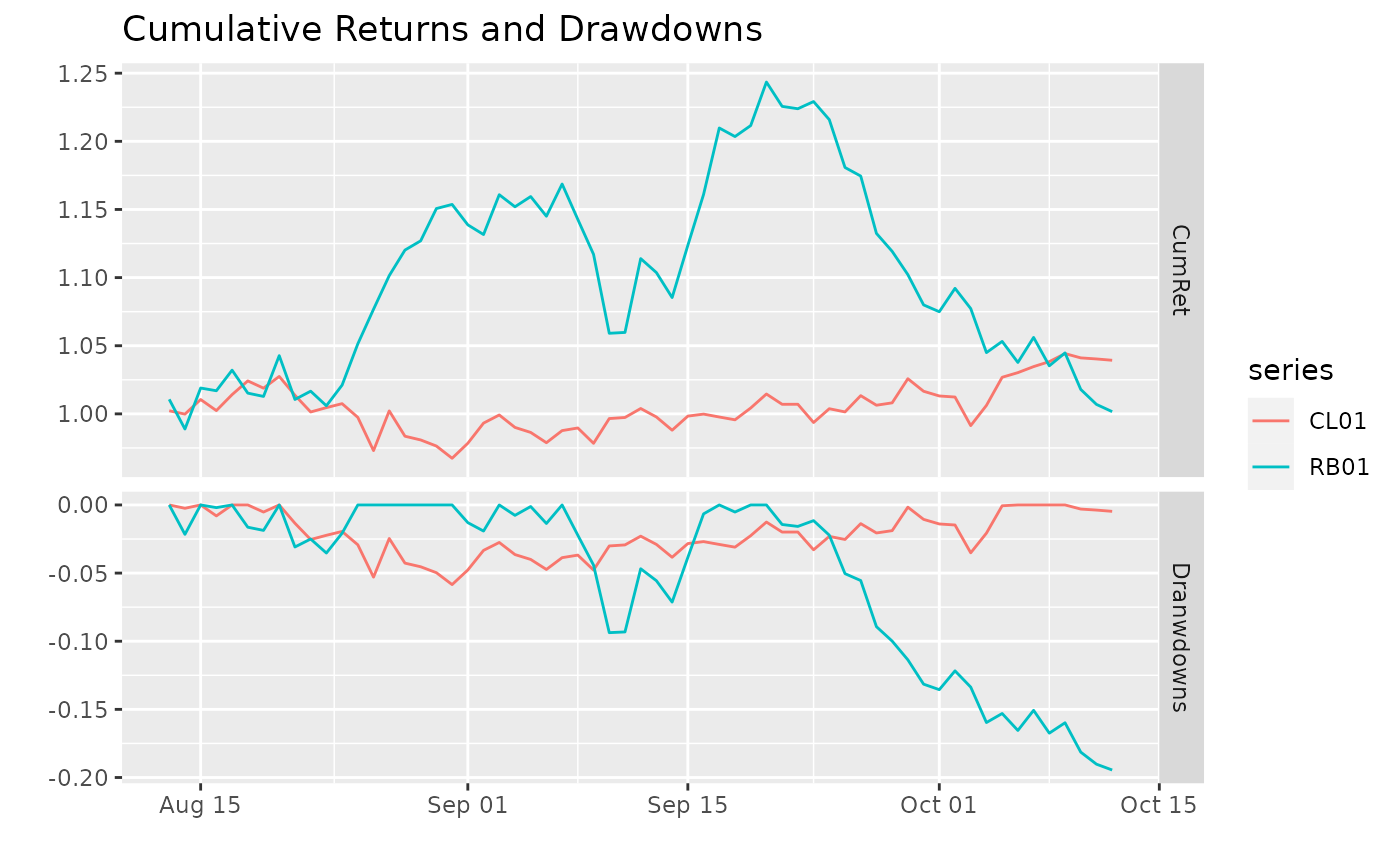 Cumulative Returns and Drawdowns
1.25
1.20
1.15
1.10
1.05
1.00
CumRet
0.00
-0.05
-0.10
-0.15
-0.20
Dranwdowns
Aug 15
Sep 01
Sep 15
Oct 01
Oct 15
series
CL01
RB01